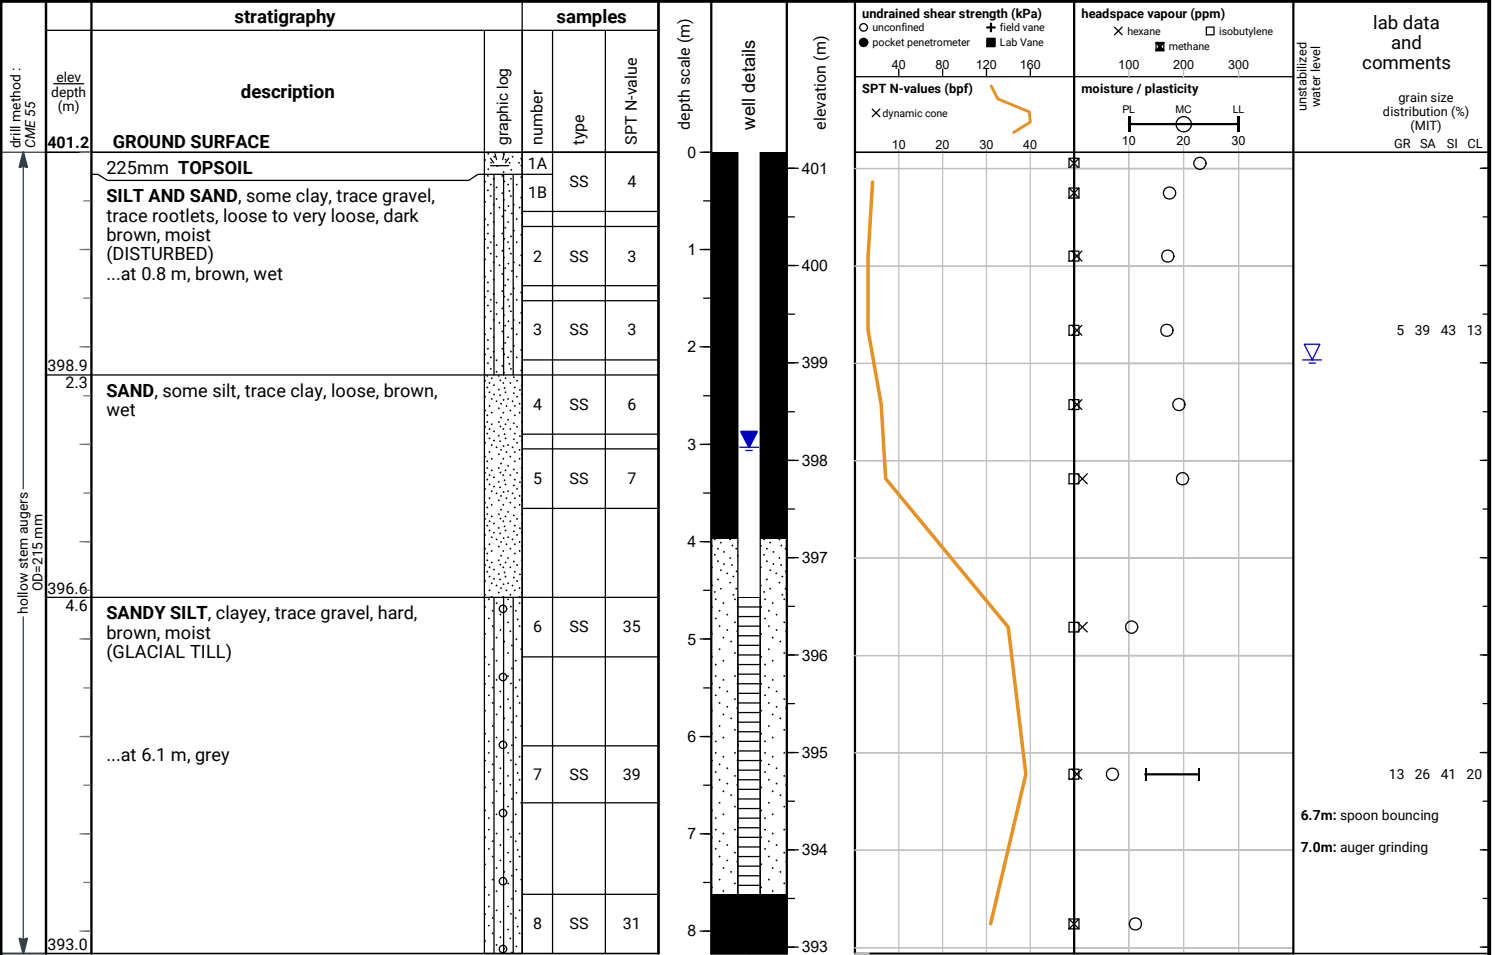 drill method :
CME 55
stratigraphy
samples
elev
depth
(m)
description
graphic log
number
type
SPT N-value
depth scale (m)
well details
elevation (m)
undrained shear strength (kPa)
unconfined
field vane
pocket penetrometer
Lab Vane
40 80 120 160
SPT N-values (bpf)
dynamic cone
10 20 30 40
headspace vapour (ppm)
hexane
isobutylene
methane
100 200 300
moisture / plasticity
PL MC LL
10 20 30
unstabilized
water level
lab data
and
comments
grain size
distribution (%)
(MIT)
GR SA SI CL
401.2
GROUND SURFACE
225mm TOPSOIL
SILT AND SAND, some clay, trace gravel,
trace rootlets, loose to very loose, dark
brown, moist
(DISTURBED)
...at 0.8 m, brown, wet
398.9
2.3
SAND, some silt, trace clay, loose, brown,
wet
396.6
4.6
SANDY SILT, clayey, trace gravel, hard,
brown, moist
(GLACIAL TILL)
...at 6.1 m, grey
393.0
hollow stem augers
OD=215 mm
1A
1B
SS
4
2 SS 3
3 SS 3
4 SS 6
5 SS 7
6 SS 35
7 SS 39
8 SS 31
0
1
2
3
4
5
6
7
8
401
400
399
398
397
396
395
394
393
5 39 43 13
13 26 41 20
6.7m: spoon bouncing
7.0m: auger grinding